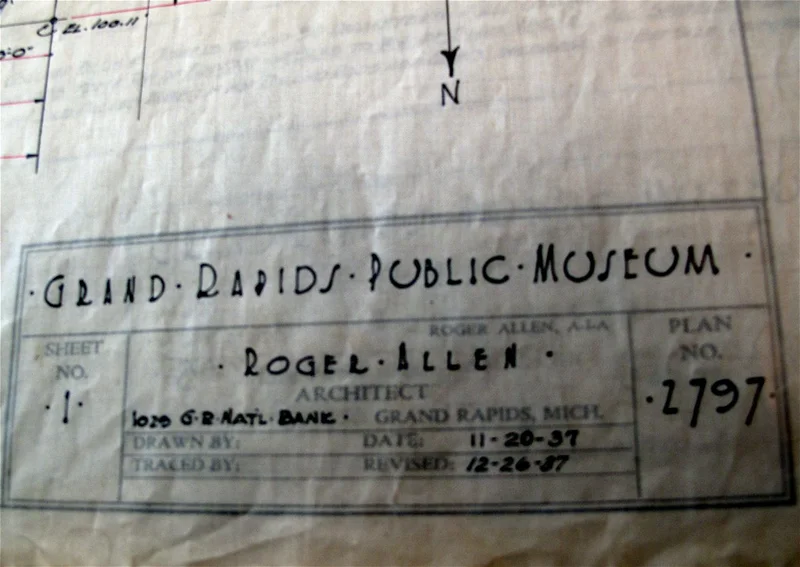 EL. 100.11
N
·GRAND·RAPIDS·PUBLIC·MUSEUM·
SHEET NO.
·1·
ROGER ALLEN, A·I·A
·ROGER·ALLEN·
ARCHITECT
1029 G·R·NAT'L·BANK· GRAND RAPIDS, MICH.
DRAWN BY: DATE: 11-20-37
TRACED BY: REVISED: 12-26-37
PLAN NO.
·2797·